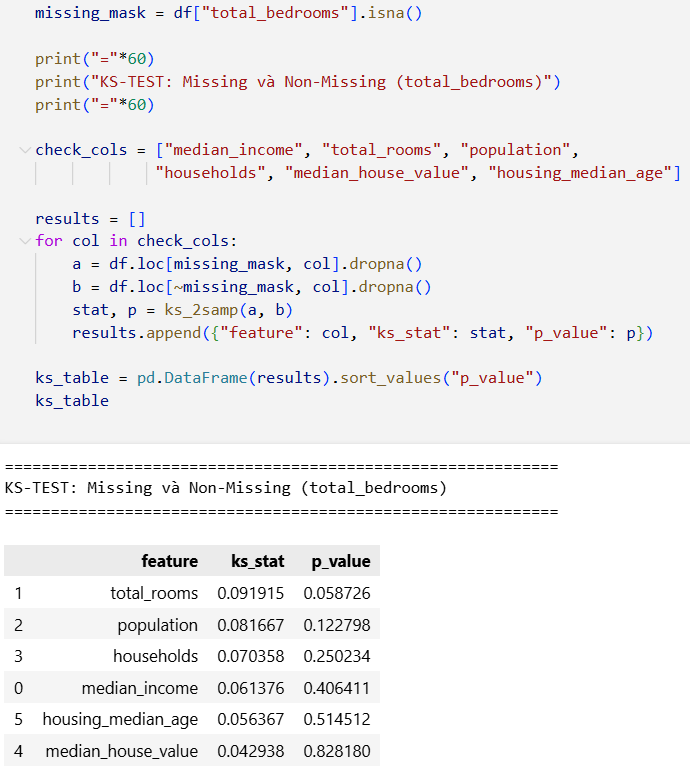 missing_mask = df["total_bedrooms"].isna()
print("="*60)
print("KS-TEST: Missing và Non-Missing (total_bedrooms)")
print("="*60)
check_cols = ["median_income", "total_rooms", "population",
"households", "median_house_value", "housing_median_age"]
results = []
for col in check_cols:
a = df.loc[missing_mask, col].dropna()
b = df.loc[~missing_mask, col].dropna()
stat, p = ks_2samp(a, b)
results.append({"feature": col, "ks_stat": stat, "p_value": p})
ks_table = pd.DataFrame(results).sort_values("p_value")
ks_table
============================================================
KS-TEST: Missing và Non-Missing (total_bedrooms)
============================================================
feature ks_stat p_value
1 total_rooms 0.091915 0.058726
2 population 0.081667 0.122798
3 households 0.070358 0.250234
0 median_income 0.061376 0.406411
5 housing_median_age 0.056367 0.514512
4 median_house_value 0.042938 0.828180